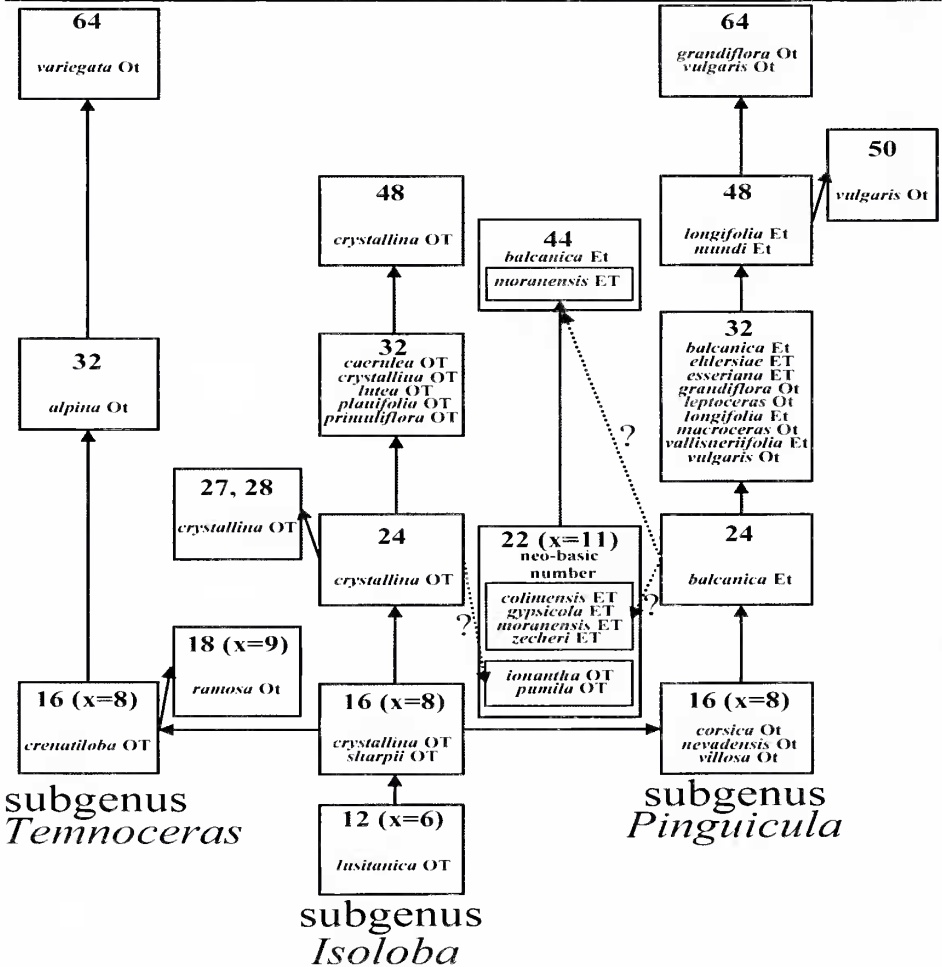 64
variegata Ot
32
alpina Ot
18 (x=9)
ramosa Ot
16 (x=8)
crenatiloba OT
subgenus
Temnoceras
48
crystallina OT
32
caerulea OT
crystallina OT
lutea OT
planifolia OT
primuliflora OT
27, 28
crystallina OT
24
crystallina OT
?
16 (x=8)
crystallina OT
sharpii OT
12 (x=6)
lusitanica OT
subgenus
Isoloba
44
balcanica Et
moranensis ET
?
22 (x=11)
neo-basic
number
colimensis ET
gypsicola ET
moranensis ET
zecheri ET
?
ionantha OT
pumila OT
64
grandiflora Ot
vulgaris Ot
50
vulgaris Ot
48
longifolia Et
mundi Et
32
balcanica Et
ehlersiae ET
esseriana ET
grandiflora Ot
leptoceras Ot
longifolia Et
macroceras Ot
vallisneriifolia Et
vulgaris Ot
24
balcanica Et
16 (x=8)
corsica Ot
nevadensis Ot
villosa Ot
subgenus
Pinguicula